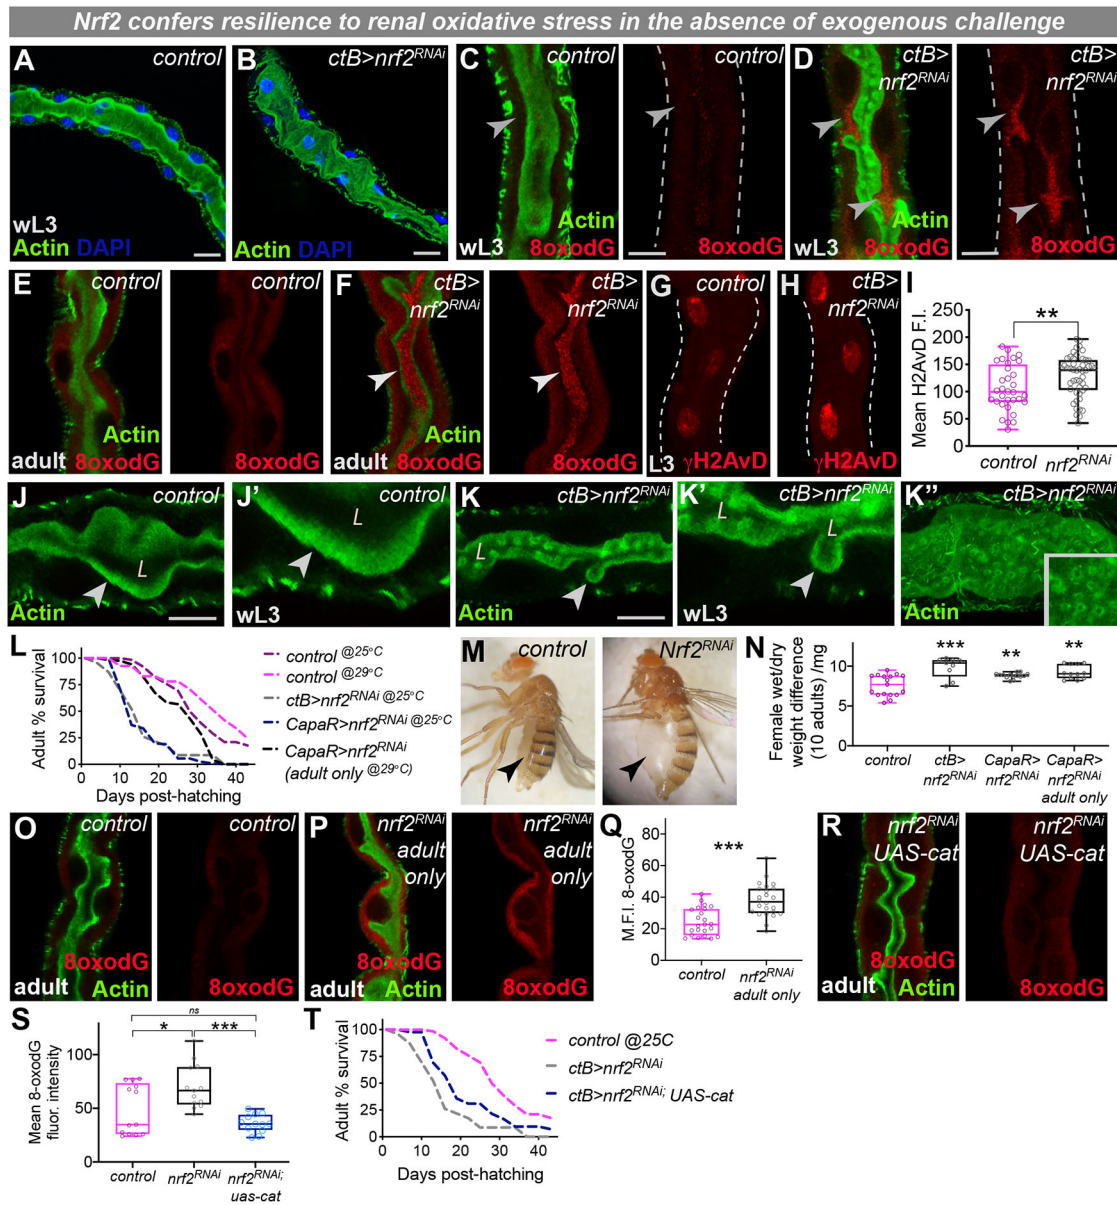 Nrf2 confers resilience to renal oxidative stress in the absence of exogenous challenge
A
control
wL3
Actin DAPI
B
ctB>nrf2RNAi
Actin DAPI
C
control
Actin
wL3 8oxodG
control
8oxodG
D
ctB>
nrf2RNAi
Actin
wL3 8oxodG
ctB>
nrf2RNAi
8oxodG
E
control
Actin
adult 8oxodG
control
8oxodG
F
ctB>
nrf2RNAi
Actin
adult 8oxodG
ctB>
nrf2RNAi
8oxodG
G
control
L3 γH2AvD
H
ctB>
nrf2RNAi
γH2AvD
I
Mean H2AvD F.I.
250
200
150
100
50
0
**
control
nrf2RNAi
J
control
L
Actin
J’
control
L
wL3
K
ctB>nrf2RNAi
L
Actin
K’
ctB>nrf2RNAi
L
L
wL3
K”
ctB>nrf2RNAi
Actin
L
Adult % survival
100
75
50
25
0
0 10 20 30 40
Days post-hatching
control @25oC
control @29oC
ctB>nrf2RNAi @25oC
CapaR>nrf2RNAi @25oC
CapaR>nrf2RNAi
(adult only @29oC)
M
control
Nrf2RNAi
N
Female wet/dry
weight difference
(10 adults) /mg
10
5
0
***
**
**
control
ctB>
nrf2RNAi
CapaR>
nrf2RNAi
CapaR>
nrf2RNAi
adult only
O
control
8oxodG
adult Actin
control
8oxodG
P
nrf2RNAi
adult
only
8oxodG
adult Actin
nrf2RNAi
adult
only
8oxodG
Q
M.F.I. 8-oxodG
80
60
40
20
0
***
control
nrf2RNAi
adult only
R
nrf2RNAi
UAS-cat
8oxodG
adult Actin
nrf2RNAi
UAS-cat
8oxodG
S
Mean 8-oxodG
fluor. intensity
100
50
0
ns
*
***
control
nrf2RNAi
nrf2RNAi;
uas-cat
T
Adult % survival
100
75
50
25
0
0 10 20 30 40
Days post-hatching
control @25C
ctB>nrf2RNAi
ctB>nrf2RNAi; UAS-cat